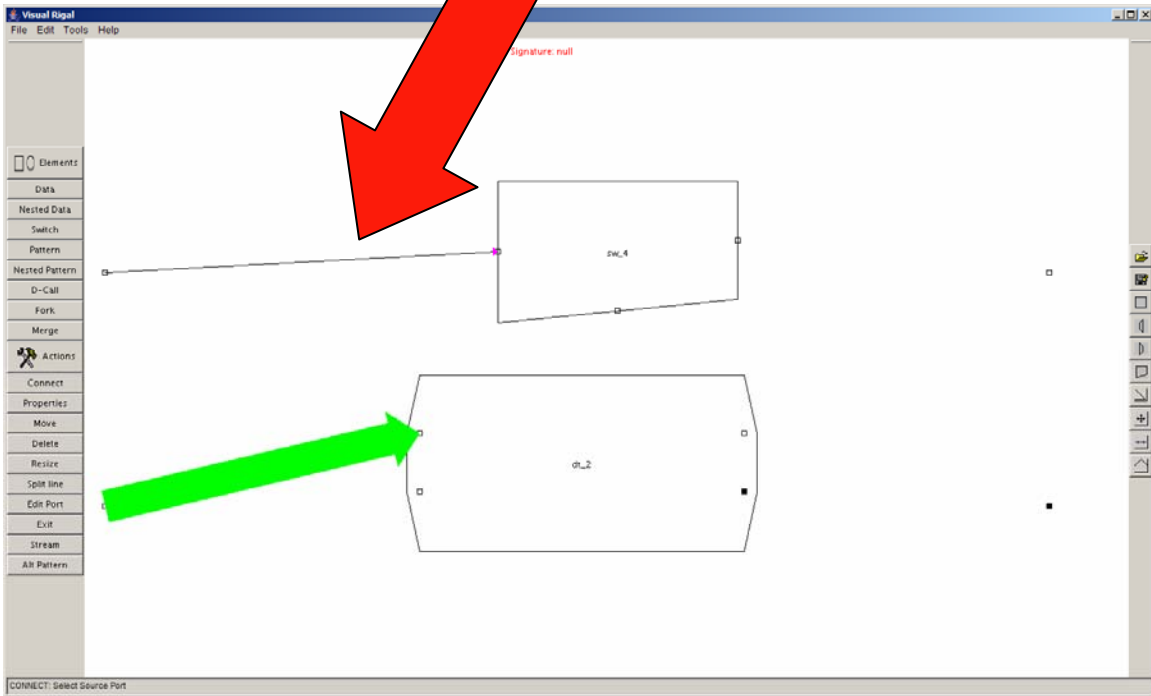 Visual Rigal
File Edit Tools Help
Signature: null
Elements
Data
Nested Data
Switch
Pattern
Nested Pattern
D-Call
Fork
Merge
Actions
Connect
Properties
Move
Delete
Resize
Split line
Edit Port
Exit
Stream
Alt Pattern
sw_4
dt_2
CONNECT: Select Source Port